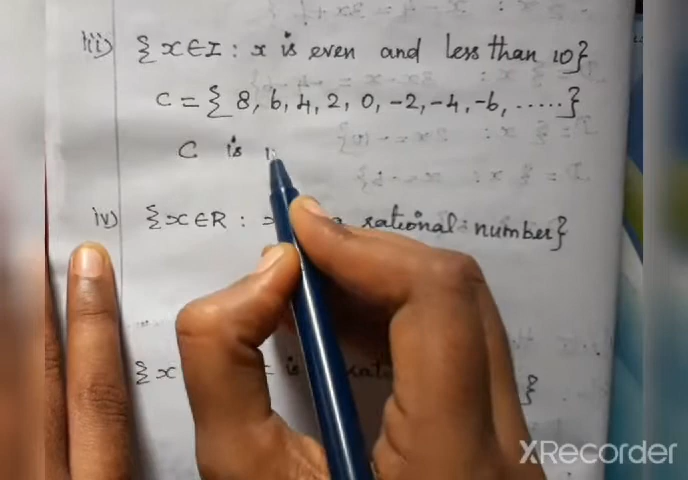 iii) {x∈I : x is even and less than 10}
C = { 8, 6, 4, 2, 0, -2, -4, -6, .....}
C is
iv) {x∈R : rational number}
{x is }
XRecorder